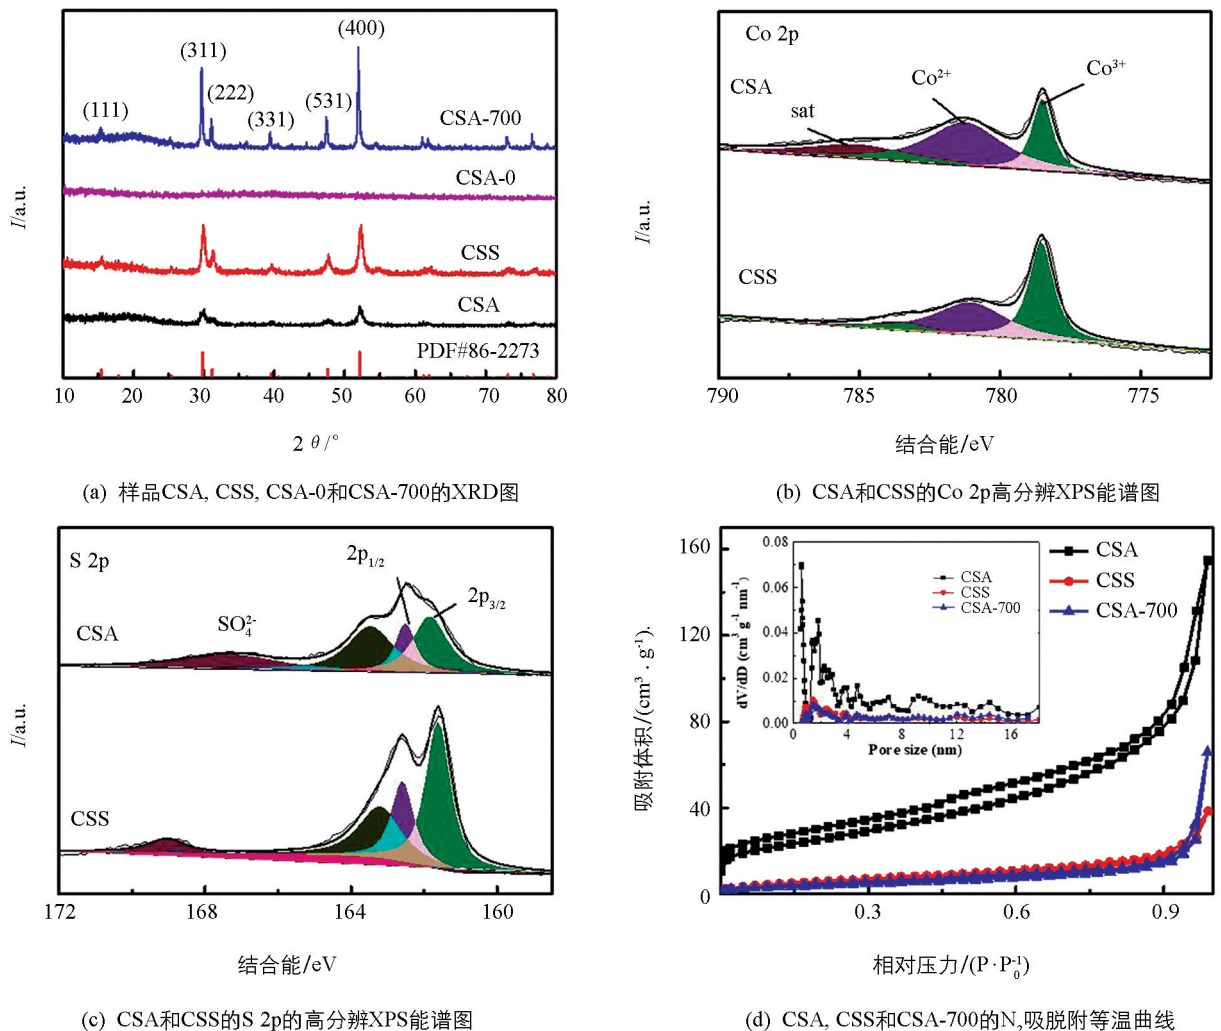 (400)
(311)
(222)
(111)
(331)
(531)
CSA-700
CSA-0
CSS
CSA
PDF#86-2273
I/a.u.
10 20 30 40 50 60 70 80
2 θ/°
(a) 样品CSA, CSS, CSA-0和CSA-700的XRD图
Co 2p
CSA
Co²⁺
Co³⁺
sat
CSS
I/a.u.
790 785 780 775
结合能/eV
(b) CSA和CSS的Co 2p高分辨XPS能谱图
S 2p
2p₁/₂
2p₃/₂
CSA
SO₄²⁻
CSS
I/a.u.
172 168 164 160
结合能/eV
(c) CSA和CSS的S 2p的高分辨XPS能谱图
160
120
80
40
0
吸附体积/(cm³·g⁻¹).
CSA
CSS
CSA-700
0.08
0.06
0.04
0.02
0.00
dV/dD (cm³ g⁻¹ nm⁻¹)
CSA
CSS
CSA-700
0 4 8 12 16
Pore size (nm)
0.3 0.6 0.9
相对压力/(P·P₀⁻¹)
(d) CSA, CSS和CSA-700的N,吸脱附等温曲线